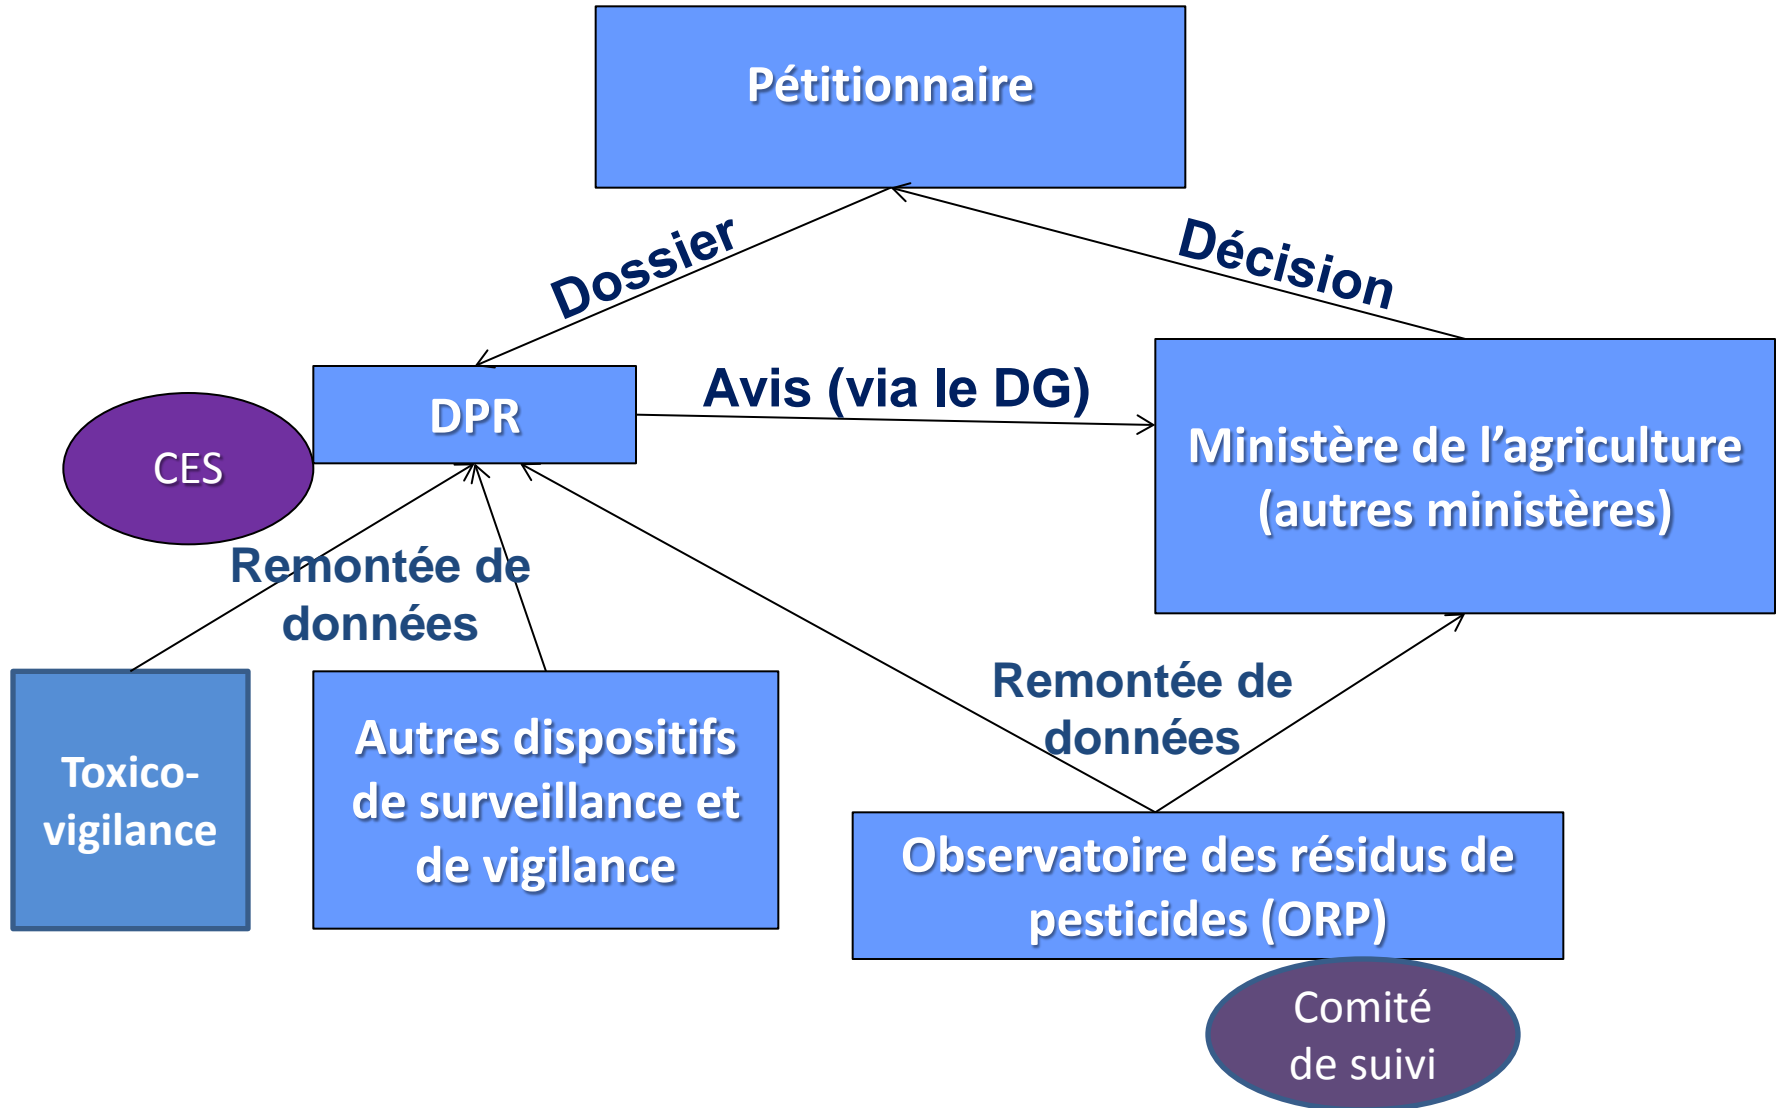 Pétitionnaire
Dossier
Décision
Avis (via le DG)
DPR
CES
Ministère de l’agriculture
(autres ministères)
Remontée de
données
Remontée de
données
Toxico-
vigilance
Autres dispositifs
de surveillance et
de vigilance
Observatoire des résidus de
pesticides (ORP)
Comité
de suivi